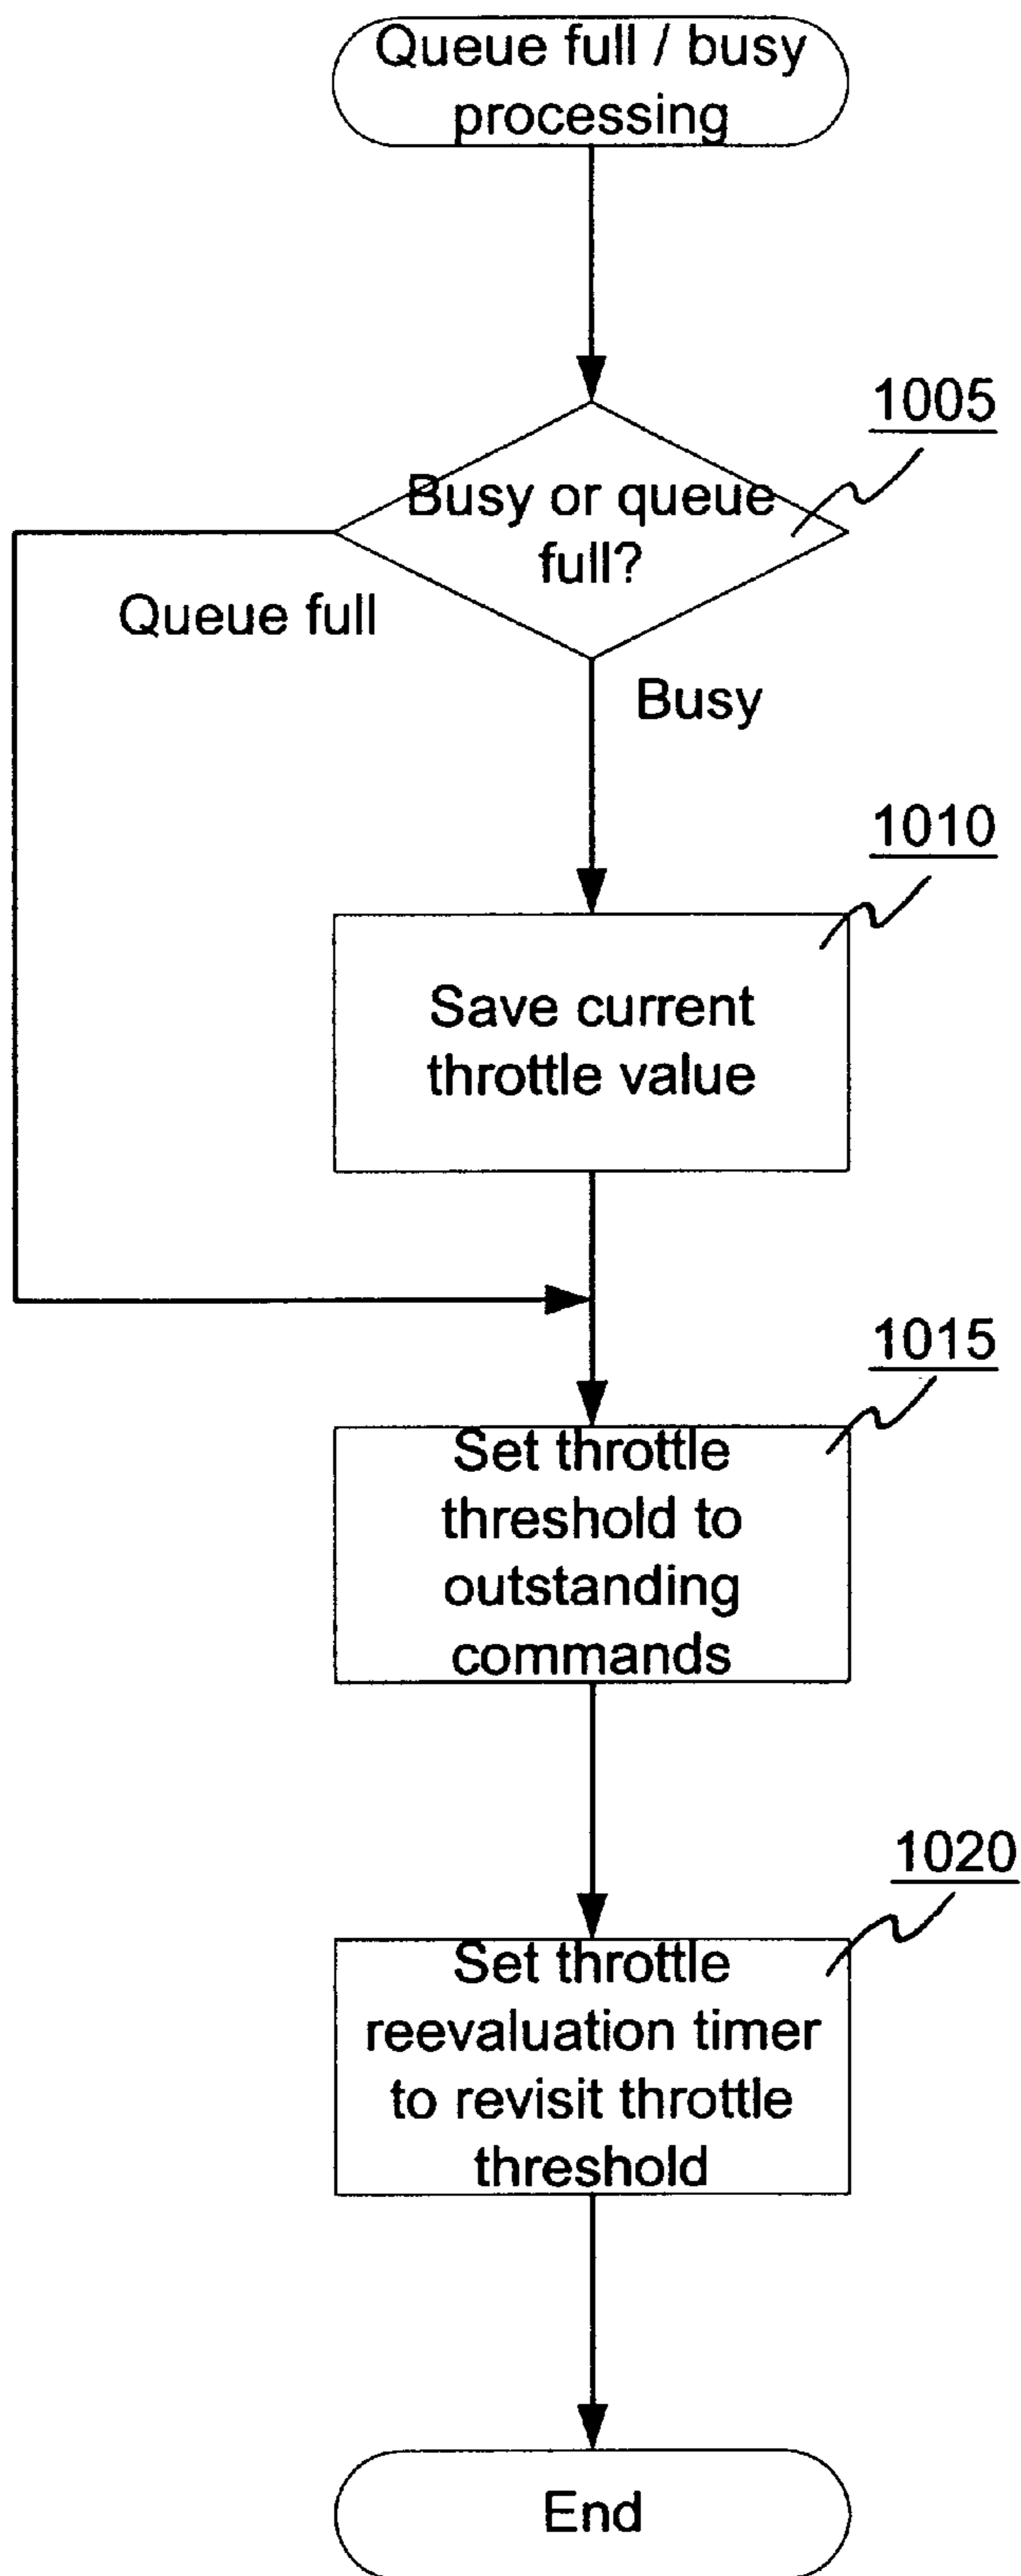 Queue full / busy
processing
1005
Busy or queue
full?
Queue full
Busy
1010
Save current
throttle value
1015
Set throttle
threshold to
outstanding
commands
1020
Set throttle
reevaluation timer
to revisit throttle
threshold
End